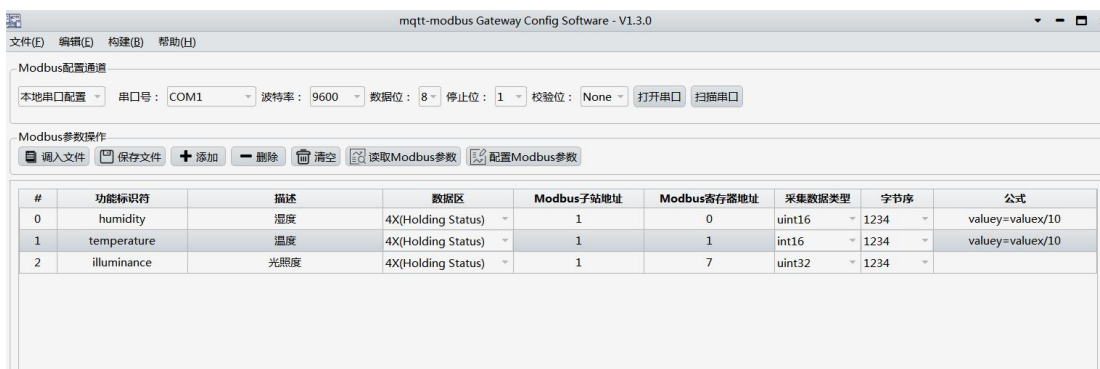 mqtt-modbus Gateway Config Software - V1.3.0
文件(F) 编辑(E) 构建(B) 帮助(H)
Modbus配置通道
本地串口配置 串口号： COM1 波特率： 9600 数据位： 8 停止位： 1 校验位： None 打开串口 扫描串口
Modbus参数操作
调入文件 保存文件 添加 删除 清空 读取Modbus参数 配置Modbus参数
# 功能标识符 描述 数据区 Modbus子站地址 Modbus寄存器地址 采集数据类型 字节序 公式
0 humidity 湿度 4X(Holding Status) 1 0 uint16 1234 valuey=valuex/10
1 temperature 温度 4X(Holding Status) 1 1 int16 1234 valuey=valuex/10
2 illuminance 光照度 4X(Holding Status) 1 7 uint32 1234